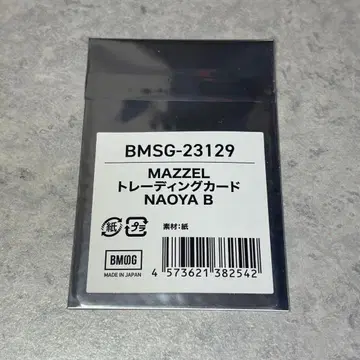 BMSG-23129
MAZZEL
トレーディングカード
NAOYA B
紙 プラ 素材:紙
BMSG
MADE IN JAPAN
4 573621 382542